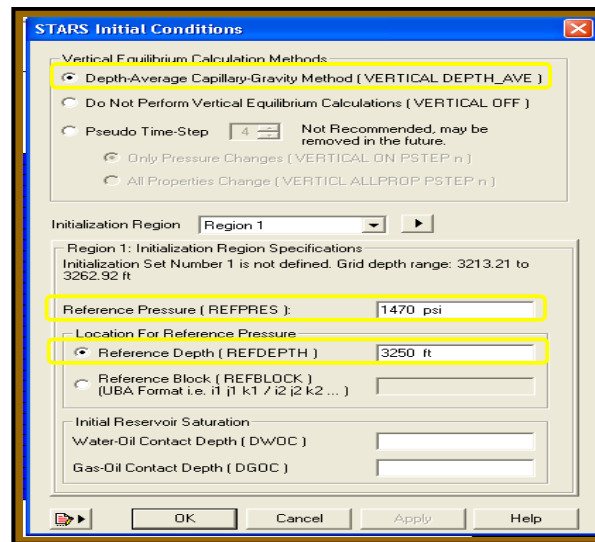 STARS Initial Conditions
Vertical Equilibrium Calculation Methods
Depth-Average Capillary-Gravity Method ( VERTICAL DEPTH_AVE )
Do Not Perform Vertical Equilibrium Calculations ( VERTICAL OFF )
Pseudo Time-Step 4 Not Recommended, may be
removed in the future.
Only Pressure Changes ( VERTICAL ON PSTEP n )
All Properties Change ( VERTICL ALLPROP PSTEP n )
Initialization Region Region 1
Region 1: Initialization Region Specifications
Initialization Set Number 1 is not defined. Grid depth range: 3213.21 to
3262.92 ft
Reference Pressure ( REFPRES ): 1470 psi
Location For Reference Pressure
Reference Depth ( REFDEPTH ) 3250 ft
Reference Block ( REFBLOCK )
(UBA Format i.e. i1 j1 k1 / i2 j2 k2 ... )
Initial Reservoir Saturation
Water-Oil Contact Depth ( DWOC )
Gas-Oil Contact Depth ( DGOC )
OK Cancel Apply Help